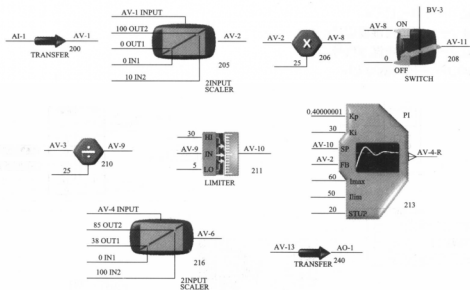 AI-1
AV-1
TRANSFER 200
AV-1 INPUT
100 OUT2
0 OUT1
0 IN1
10 IN2
AV-2
205
2INPUT
SCALER
AV-2
X
AV-8
25
206
BV-3
AV-8
ON
AV-11
0
OFF
208
SWITCH
AV-3
÷
AV-9
25
210
30 HI
AV-9 IN
5 LO
AV-10
LIMITER
211
0.40000001 Kp
30 Ki
AV-10 SP
AV-2 FB
60 Imax
50 Ilim
20 STUP
PI
AV-4-R
213
AV-4 INPUT
85 OUT2
38 OUT1
0 IN1
100 IN2
AV-6
216
2INPUT
SCALER
AV-13
AO-1
TRANSFER 240